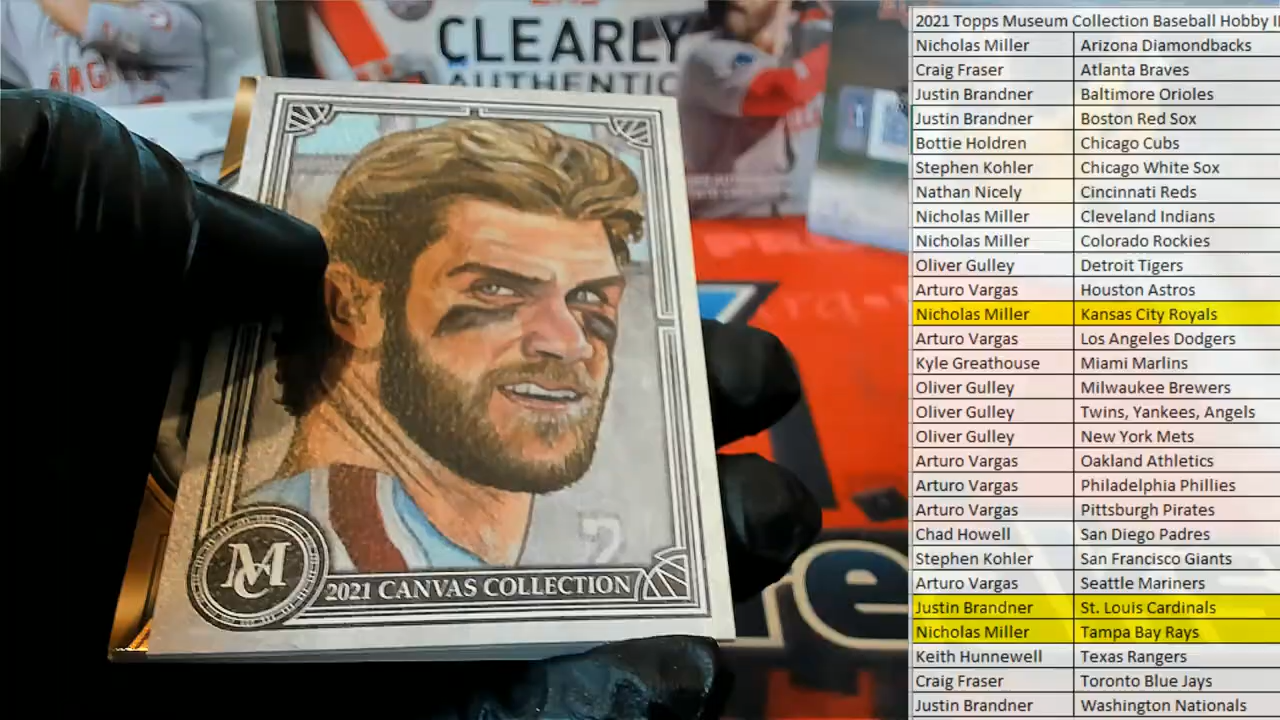 CLEARLY
AUTHENTIC
MC
2021 CANVAS COLLECTION
2021 Topps Museum Collection Baseball Hobby
Nicholas Miller Arizona Diamondbacks
Craig Fraser Atlanta Braves
Justin Brandner Baltimore Orioles
Justin Brandner Boston Red Sox
Bottie Holdren Chicago Cubs
Stephen Kohler Chicago White Sox
Nathan Nicely Cincinnati Reds
Nicholas Miller Cleveland Indians
Nicholas Miller Colorado Rockies
Oliver Gulley Detroit Tigers
Arturo Vargas Houston Astros
Nicholas Miller Kansas City Royals
Arturo Vargas Los Angeles Dodgers
Kyle Greathouse Miami Marlins
Oliver Gulley Milwaukee Brewers
Oliver Gulley Twins, Yankees, Angels
Oliver Gulley New York Mets
Arturo Vargas Oakland Athletics
Arturo Vargas Philadelphia Phillies
Arturo Vargas Pittsburgh Pirates
Chad Howell San Diego Padres
Stephen Kohler San Francisco Giants
Arturo Vargas Seattle Mariners
Justin Brandner St. Louis Cardinals
Nicholas Miller Tampa Bay Rays
Keith Hunnewell Texas Rangers
Craig Fraser Toronto Blue Jays
Justin Brandner Washington Nationals